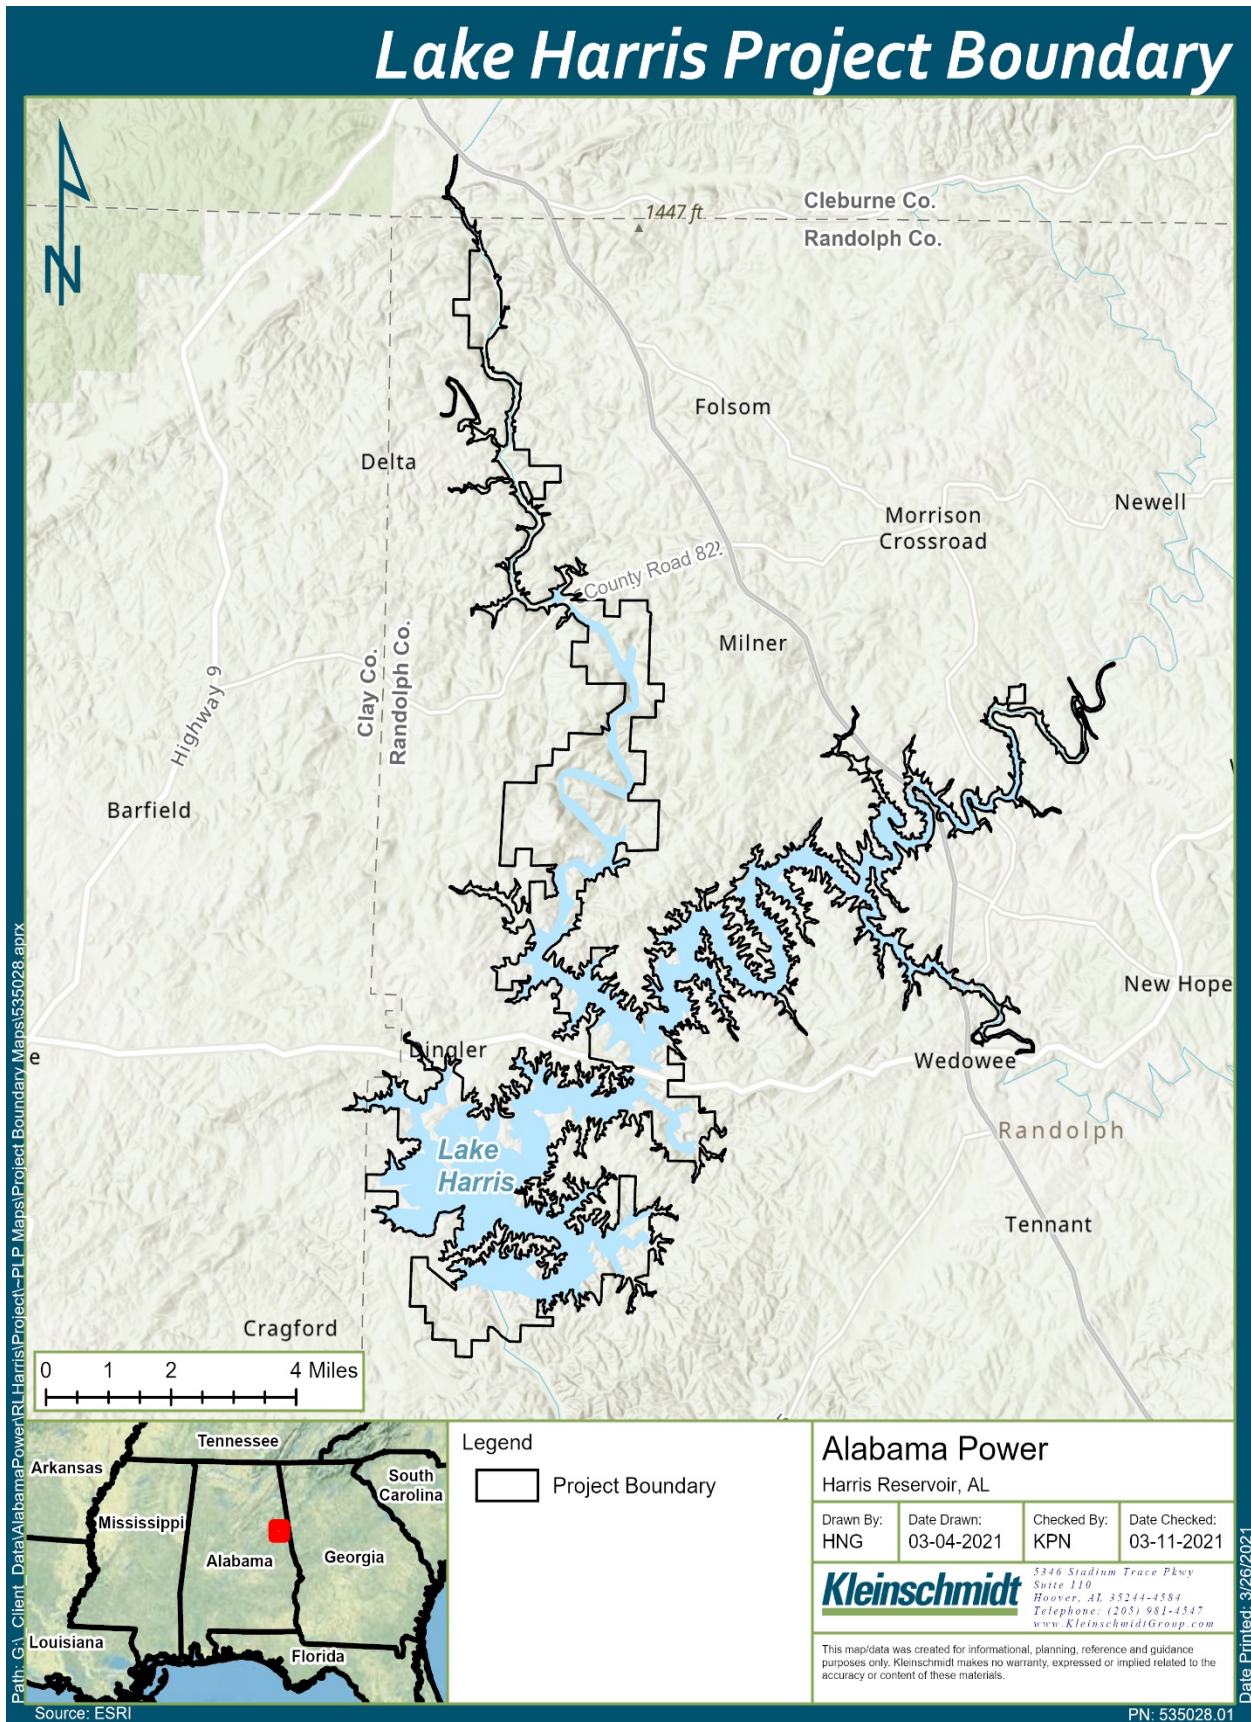 Lake Harris Project Boundary
N
1447 ft
Cleburne Co.
Randolph Co.
Folsom
Delta
Newell
Morrison
Crossroad
County Road 82
Milner
Clay Co.
Randolph Co.
Highway 9
Barfield
New Hope
e
Dingler
Wedowee
Randolph
Lake
Harris
Tennant
Cragford
0 1 2 4 Miles
Tennessee
Arkansas
South
Carolina
Mississippi
Alabama
Georgia
Louisiana
Florida
Legend
Project Boundary
Alabama Power
Harris Reservoir, AL
Drawn By:
HNG
Date Drawn:
03-04-2021
Checked By:
KPN
Date Checked:
03-11-2021
Kleinschmidt
5346 Stadium Trace Pkwy
Suite 110
Hoover, AL 35244-4584
Telephone: (205) 981-4547
www.KleinschmidtGroup.com
This map/data was created for informational, planning, reference and guidance
purposes only. Kleinschmidt makes no warranty, expressed or implied related to the
accuracy or content of these materials.
Source: ESRI
PN: 535028.01
Path: G:\_Client_Data\AlabamaPower\RLHarris\Project\~PLP Maps\Project Boundary Maps\535028.aprx
Date Printed: 3/26/2021